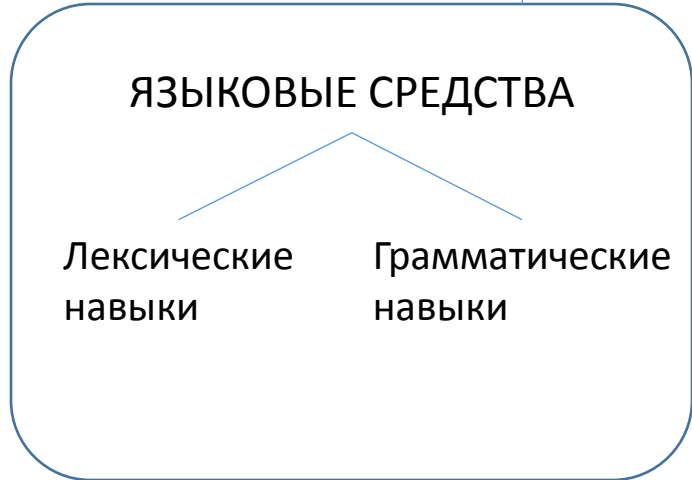 ЯЗЫКОВЫЕ СРЕДСТВА
Лексические навыки
Грамматические навыки